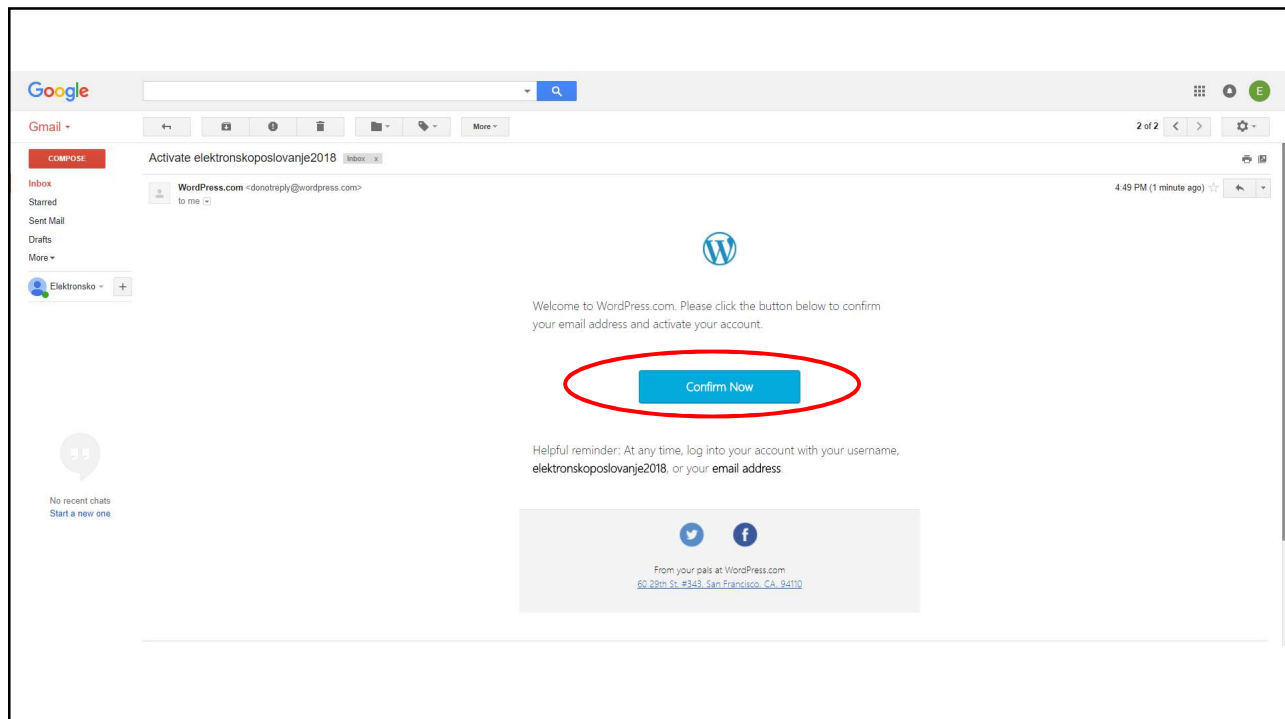 Google
E
Gmail
More
2 of 2
COMPOSE
Activate elektronskoposlovanje2018 Inbox x
Inbox
Starred
Sent Mail
Drafts
More
Elektronsko
+
WordPress.com <donotreply@wordpress.com>
to me
4:49 PM (1 minute ago)
W
Welcome to WordPress.com. Please click the button below to confirm
your email address and activate your account.
Confirm Now
Helpful reminder: At any time, log into your account with your username,
elektronskoposlovanje2018, or your email address.
No recent chats
Start a new one
f
From your pals at WordPress.com
60 29th St. #343, San Francisco, CA, 94110